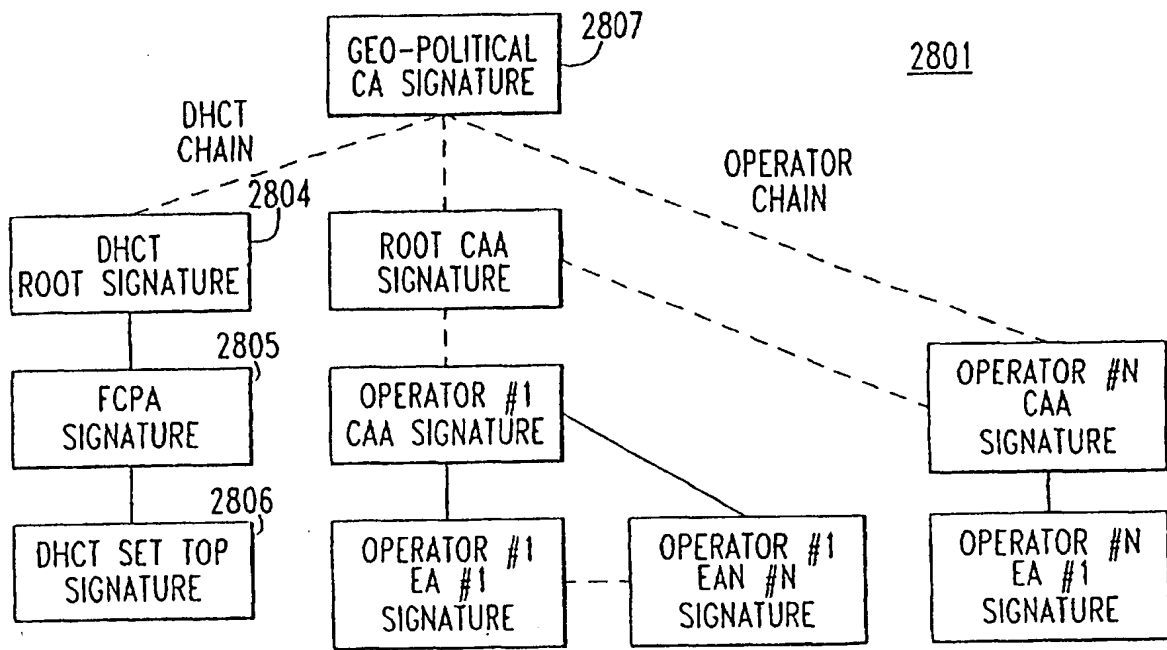 GEO-POLITICAL
CA SIGNATURE
2807
2801
DHCT
CHAIN
OPERATOR
CHAIN
2804
DHCT
ROOT SIGNATURE
ROOT CAA
SIGNATURE
2805
FCPA
SIGNATURE
OPERATOR #1
CAA SIGNATURE
OPERATOR #N
CAA
SIGNATURE
2806
DHCT SET TOP
SIGNATURE
OPERATOR #1
EA #1
SIGNATURE
OPERATOR #1
EAN #N
SIGNATURE
OPERATOR #N
EA #1
SIGNATURE